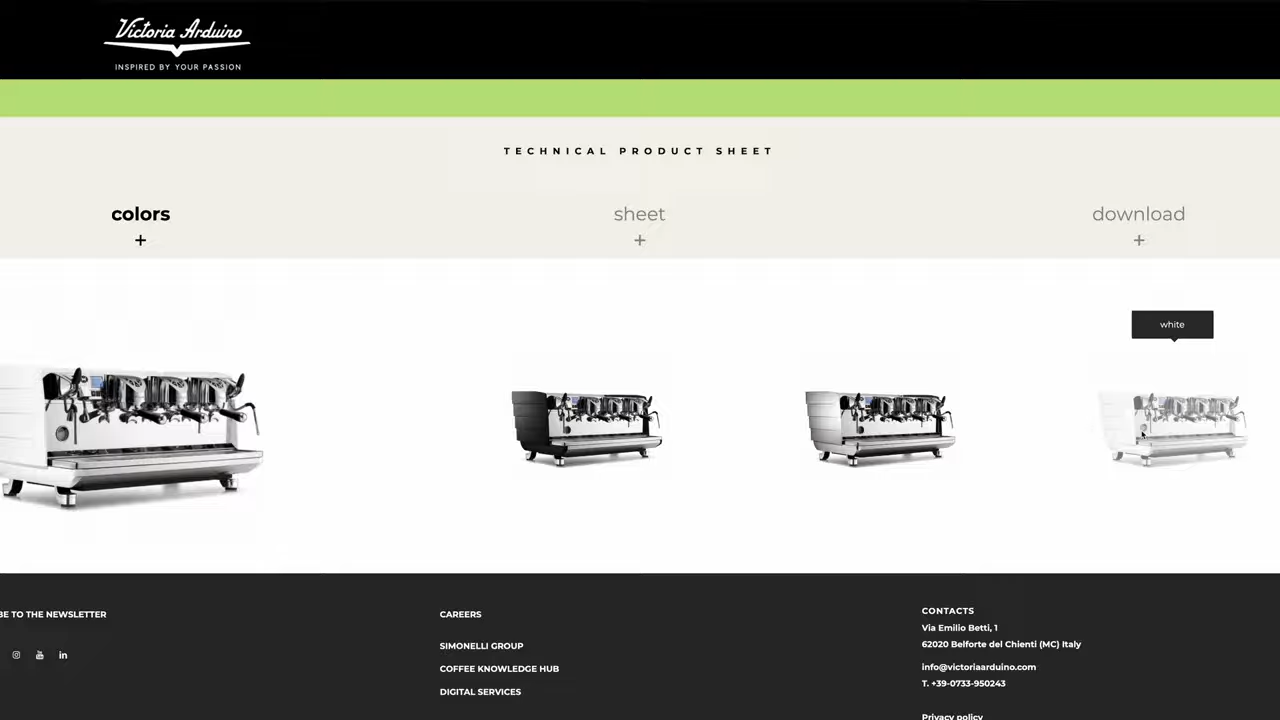 Victoria Arduino
INSPIRED BY YOUR PASSION
TECHNICAL PRODUCT SHEET
colors
+
sheet
+
download
+
white
BE TO THE NEWSLETTER
CAREERS
SIMONELLI GROUP
COFFEE KNOWLEDGE HUB
DIGITAL SERVICES
CONTACTS
Via Emilio Betti, 1
62020 Belforte del Chienti (MC) Italy
info@victoriaarduino.com
T. +39-0733-950243
Privacy policy